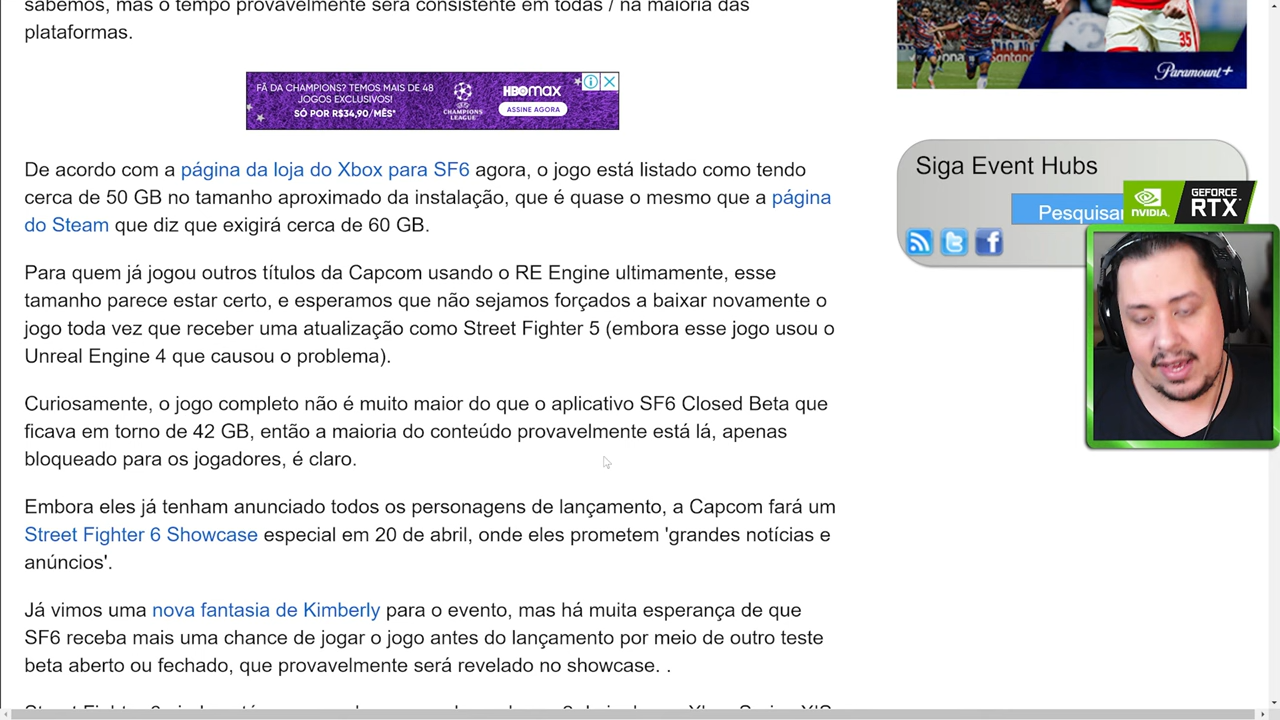 sabemos, mas o tempo provavelmente será consistente em todas / na maioria das
plataformas.
FÃ DA CHAMPIONS? TEMOS MAIS DE 48
JOGOS EXCLUSIVOS!
SÓ POR R$34,90/MÊS*
CHAMPIONS
LEAGUE
HBOMAX
ASSINE AGORA
De acordo com a página da loja do Xbox para SF6 agora, o jogo está listado como tendo
cerca de 50 GB no tamanho aproximado da instalação, que é quase o mesmo que a página
do Steam que diz que exigirá cerca de 60 GB.
Para quem já jogou outros títulos da Capcom usando o RE Engine ultimamente, esse
tamanho parece estar certo, e esperamos que não sejamos forçados a baixar novamente o
jogo toda vez que receber uma atualização como Street Fighter 5 (embora esse jogo usou o
Unreal Engine 4 que causou o problema).
Curiosamente, o jogo completo não é muito maior do que o aplicativo SF6 Closed Beta que
ficava em torno de 42 GB, então a maioria do conteúdo provavelmente está lá, apenas
bloqueado para os jogadores, é claro.
Embora eles já tenham anunciado todos os personagens de lançamento, a Capcom fará um
Street Fighter 6 Showcase especial em 20 de abril, onde eles prometem 'grandes notícias e
anúncios'.
Já vimos uma nova fantasia de Kimberly para o evento, mas há muita esperança de que
SF6 receba mais uma chance de jogar o jogo antes do lançamento por meio de outro teste
beta aberto ou fechado, que provavelmente será revelado no showcase. .
35
Paramount+
Siga Event Hubs
Pesquisar
NVIDIA.
GEFORCE
RTX